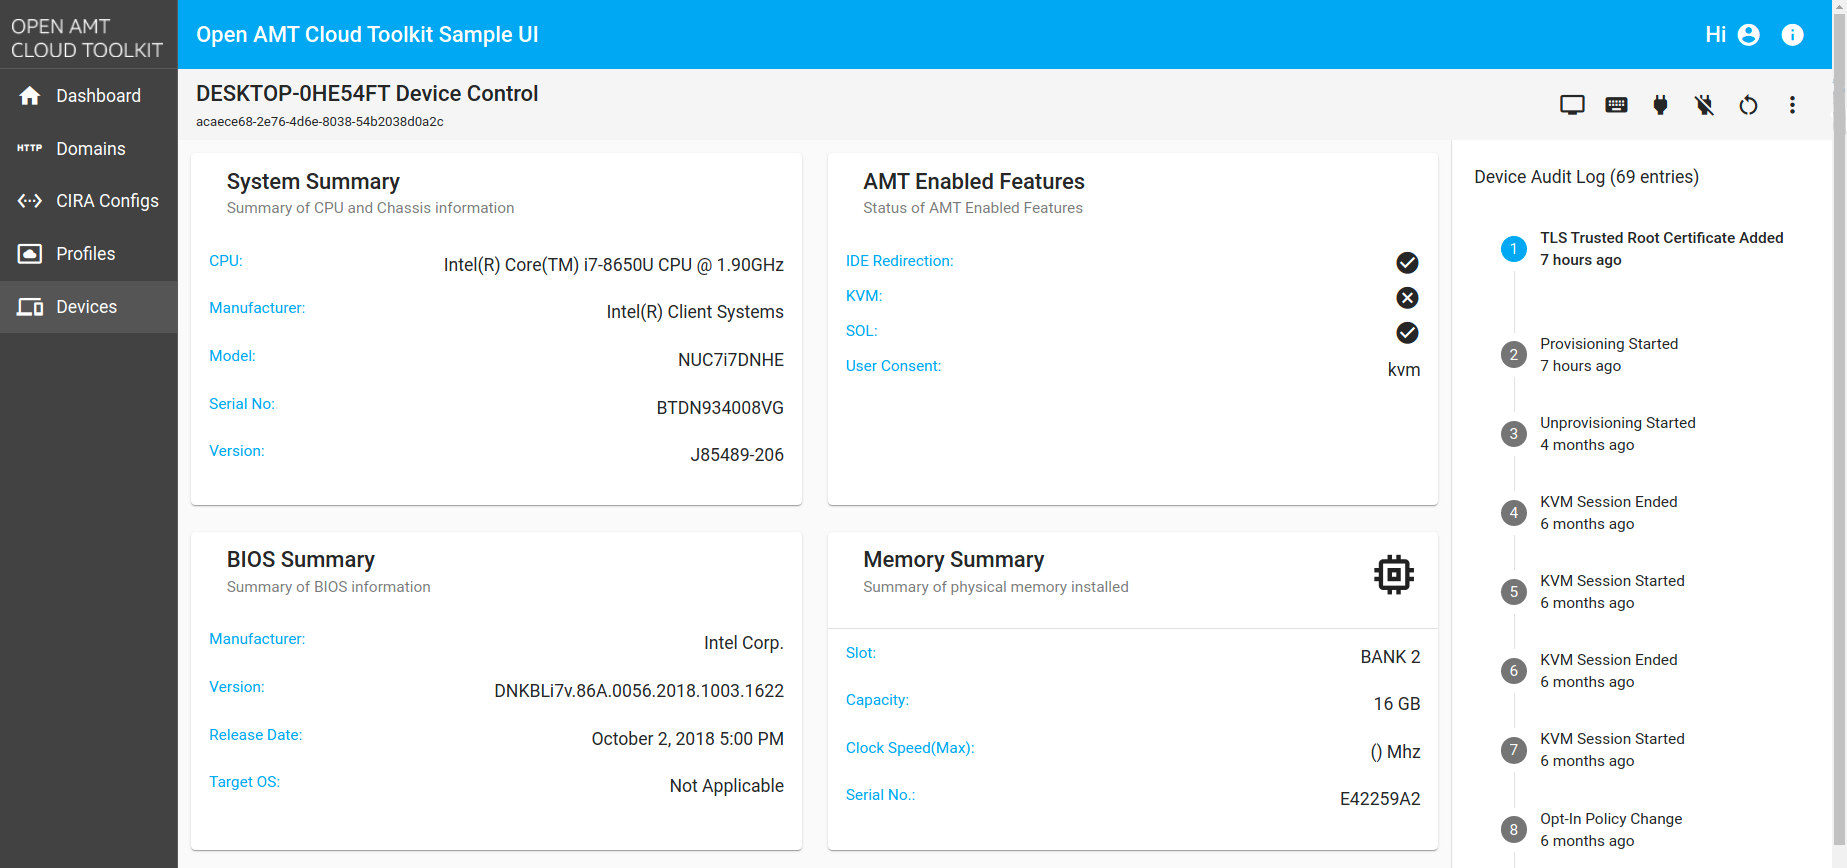 OPEN AMT
CLOUD TOOLKIT
Open AMT Cloud Toolkit Sample UI
Hi
Dashboard
HTTP Domains
CIRA Configs
Profiles
Devices
DESKTOP-0HE54FT Device Control
acaece68-2e76-4d6e-8038-54b2038d0a2c
System Summary
Summary of CPU and Chassis information
CPU: Intel(R) Core(TM) i7-8650U CPU @ 1.90GHz
Manufacturer: Intel(R) Client Systems
Model: NUC7i7DNHE
Serial No: BTDN934008VG
Version: J85489-206
AMT Enabled Features
Status of AMT Enabled Features
IDE Redirection:
KVM:
SOL:
User Consent: kvm
BIOS Summary
Summary of BIOS information
Manufacturer: Intel Corp.
Version: DNKBLi7v.86A.0056.2018.1003.1622
Release Date: October 2, 2018 5:00 PM
Target OS: Not Applicable
Memory Summary
Summary of physical memory installed
Slot: BANK 2
Capacity: 16 GB
Clock Speed(Max): () Mhz
Serial No.: E42259A2
Device Audit Log (69 entries)
1 TLS Trusted Root Certificate Added
7 hours ago
2 Provisioning Started
7 hours ago
3 Unprovisioning Started
4 months ago
4 KVM Session Ended
6 months ago
5 KVM Session Started
6 months ago
6 KVM Session Ended
6 months ago
7 KVM Session Started
6 months ago
8 Opt-In Policy Change
6 months ago